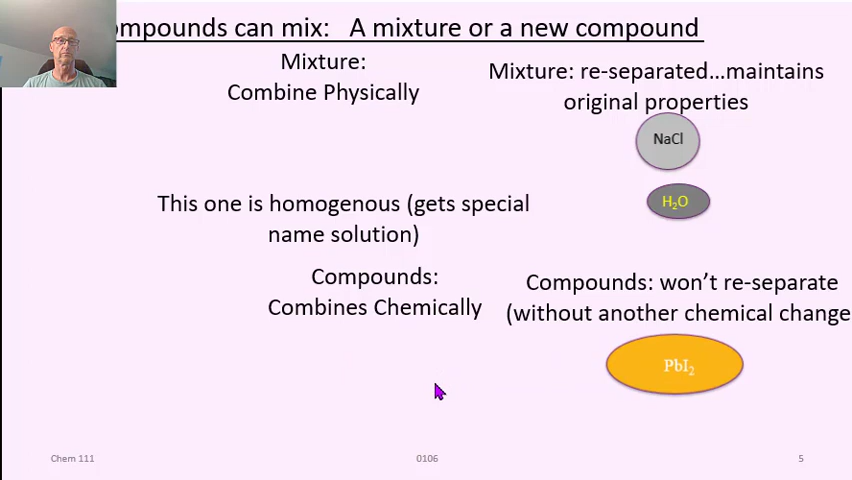 ompounds can mix: A mixture or a new compound
Mixture:
Combine Physically
Mixture: re-separated...maintains
original properties
NaCl
H₂O
This one is homogenous (gets special
name solution)
Compounds:
Combines Chemically
Compounds: won't re-separate
(without another chemical change
PbI₂
Chem 111
0106
5